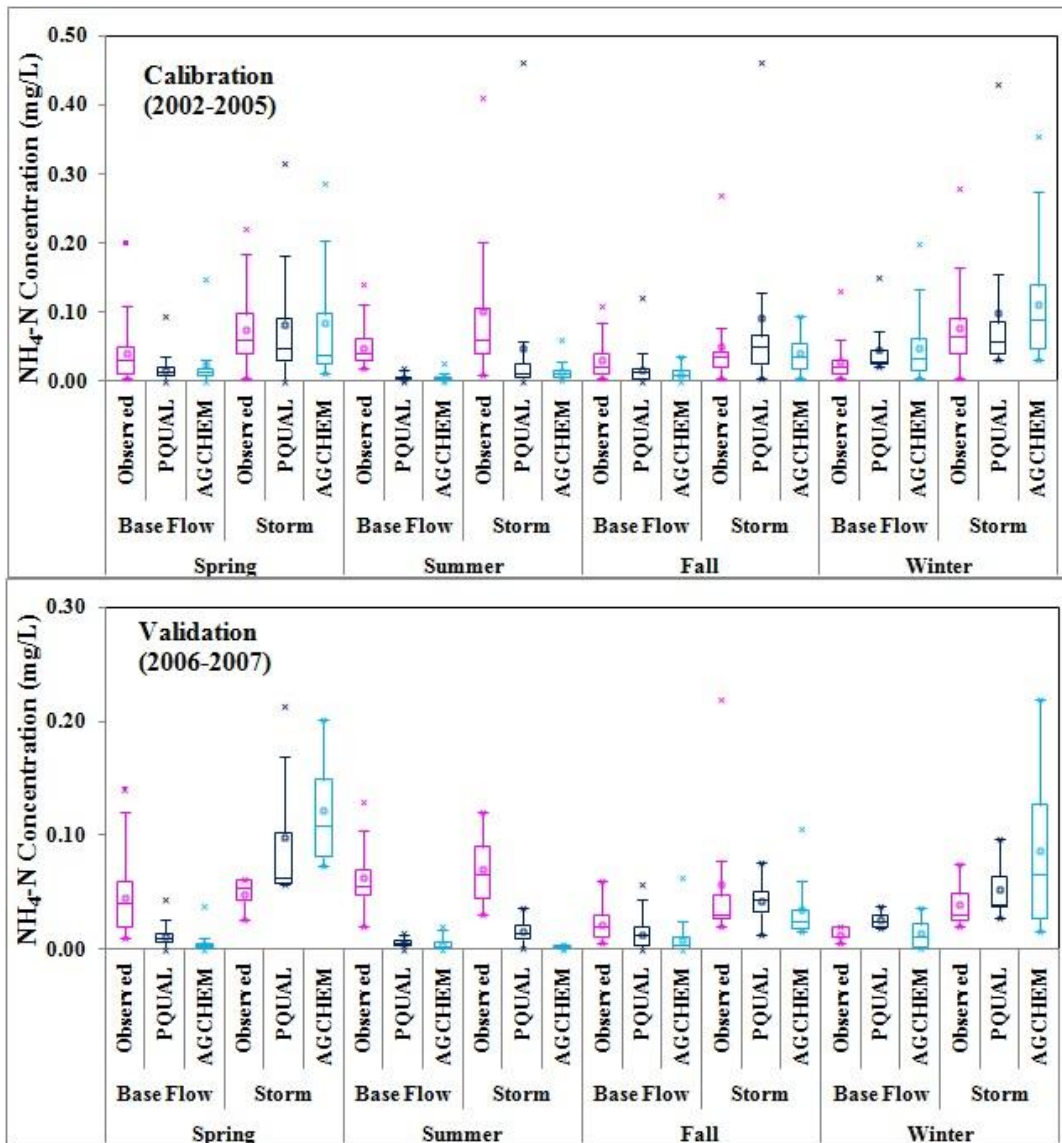 NH4-N Concentration (mg/L)
0.50
0.40
0.30
0.20
0.10
0.00
Calibration
(2002-2005)
Observed
PQUAL
AGCHEM
Observed
PQUAL
AGCHEM
Observed
PQUAL
AGCHEM
Observed
PQUAL
AGCHEM
Observed
PQUAL
AGCHEM
Observed
PQUAL
AGCHEM
Observed
PQUAL
AGCHEM
Observed
PQUAL
AGCHEM
Base Flow
Storm
Base Flow
Storm
Base Flow
Storm
Base Flow
Storm
Spring
Summer
Fall
Winter
NH4-N Concentration (mg/L)
0.30
0.20
0.10
0.00
Validation
(2006-2007)
Observed
PQUAL
AGCHEM
Observed
PQUAL
AGCHEM
Observed
PQUAL
AGCHEM
Observed
PQUAL
AGCHEM
Observed
PQUAL
AGCHEM
Observed
PQUAL
AGCHEM
Observed
PQUAL
AGCHEM
Observed
PQUAL
AGCHEM
Base Flow
Storm
Base Flow
Storm
Base Flow
Storm
Base Flow
Storm
Spring
Summer
Fall
Winter